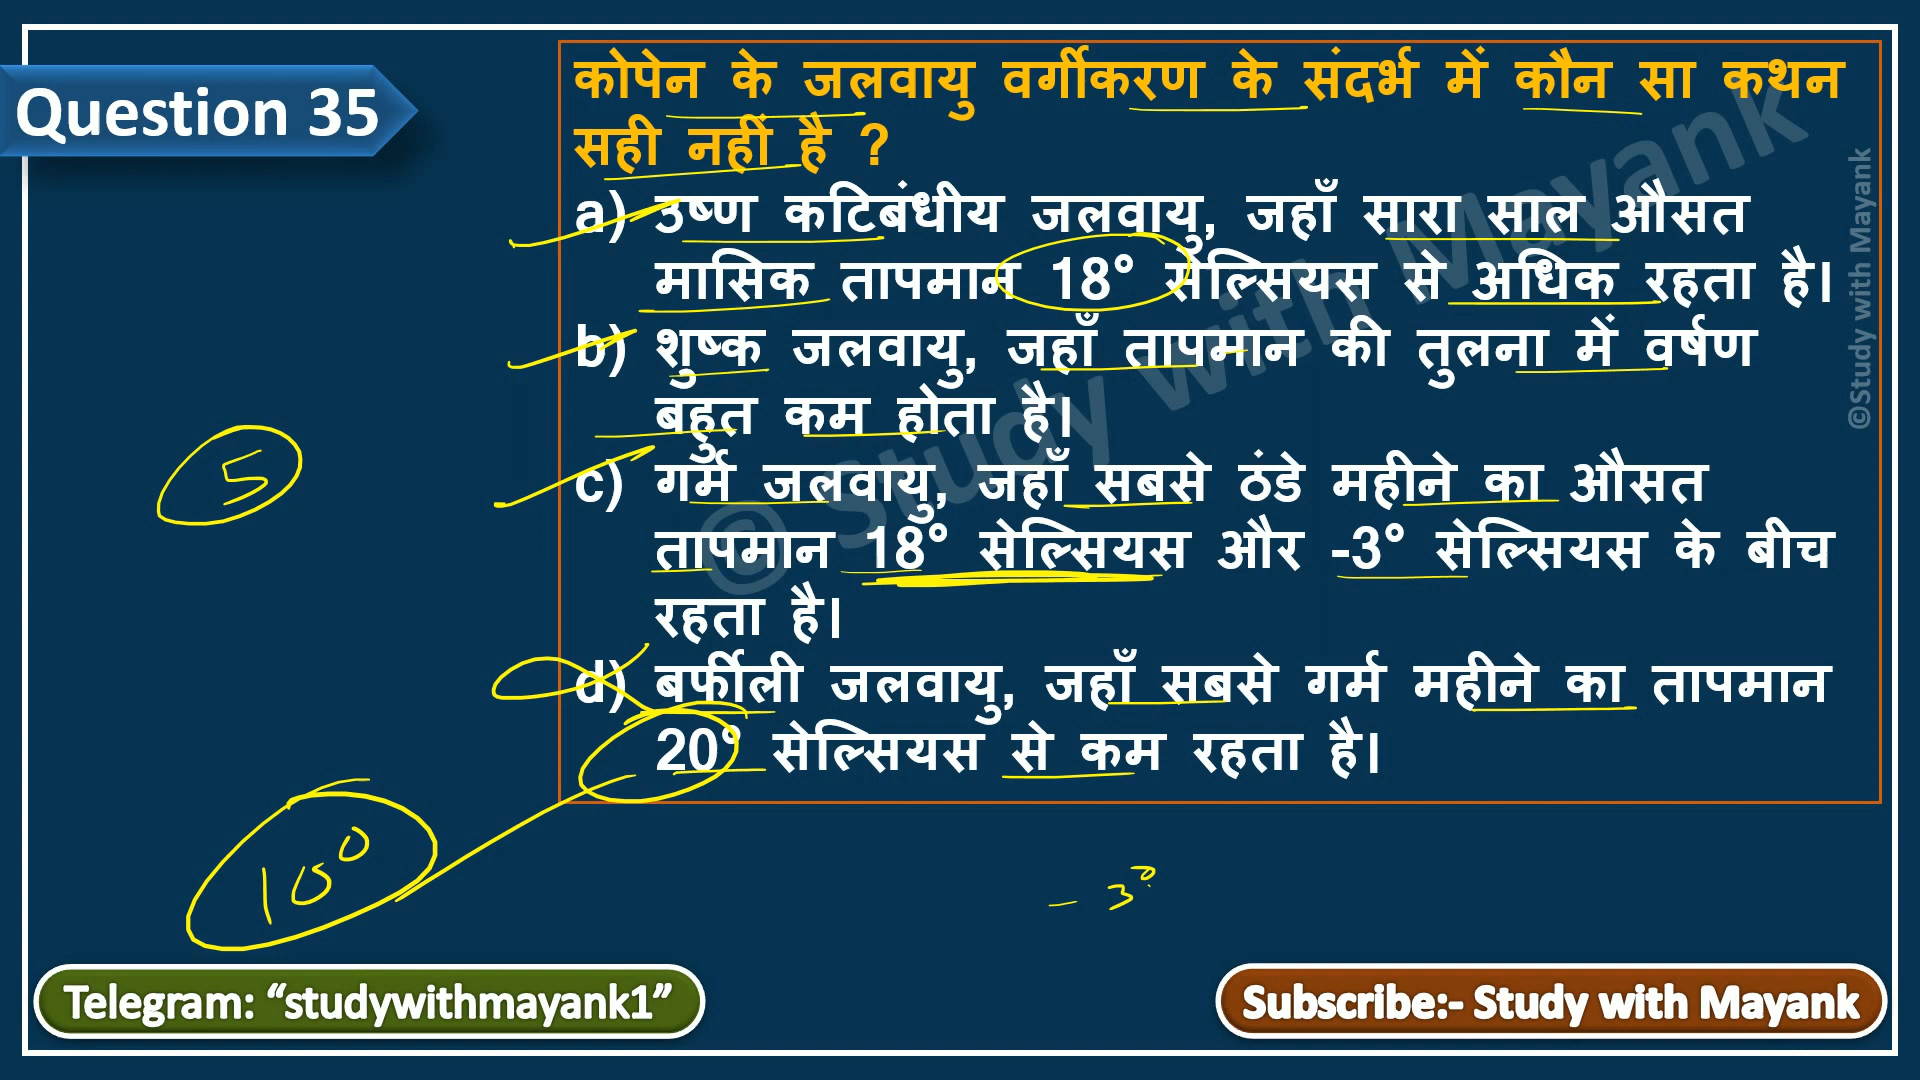 Question 35
कोपेन के जलवायु वर्गीकरण के संदर्भ में कौन सा कथन
सही नहीं है ?
a) उष्ण कटिबंधीय जलवायु, जहाँ सारा साल औसत
मासिक तापमान 18° सेल्सियस से अधिक रहता है।
b) शुष्क जलवायु, जहाँ तापमान की तुलना में वर्षण
बहुत कम होता है।
c) गर्म जलवायु, जहाँ सबसे ठंडे महीने का औसत
तापमान 18° सेल्सियस और -3° सेल्सियस के बीच
रहता है।
d) बर्फीली जलवायु, जहाँ सबसे गर्म महीने का तापमान
20° सेल्सियस से कम रहता है।
© Study with Mayank
©Study with Mayank
5
10°
- 3°
Telegram: “studywithmayank1”
Subscribe:- Study with Mayank